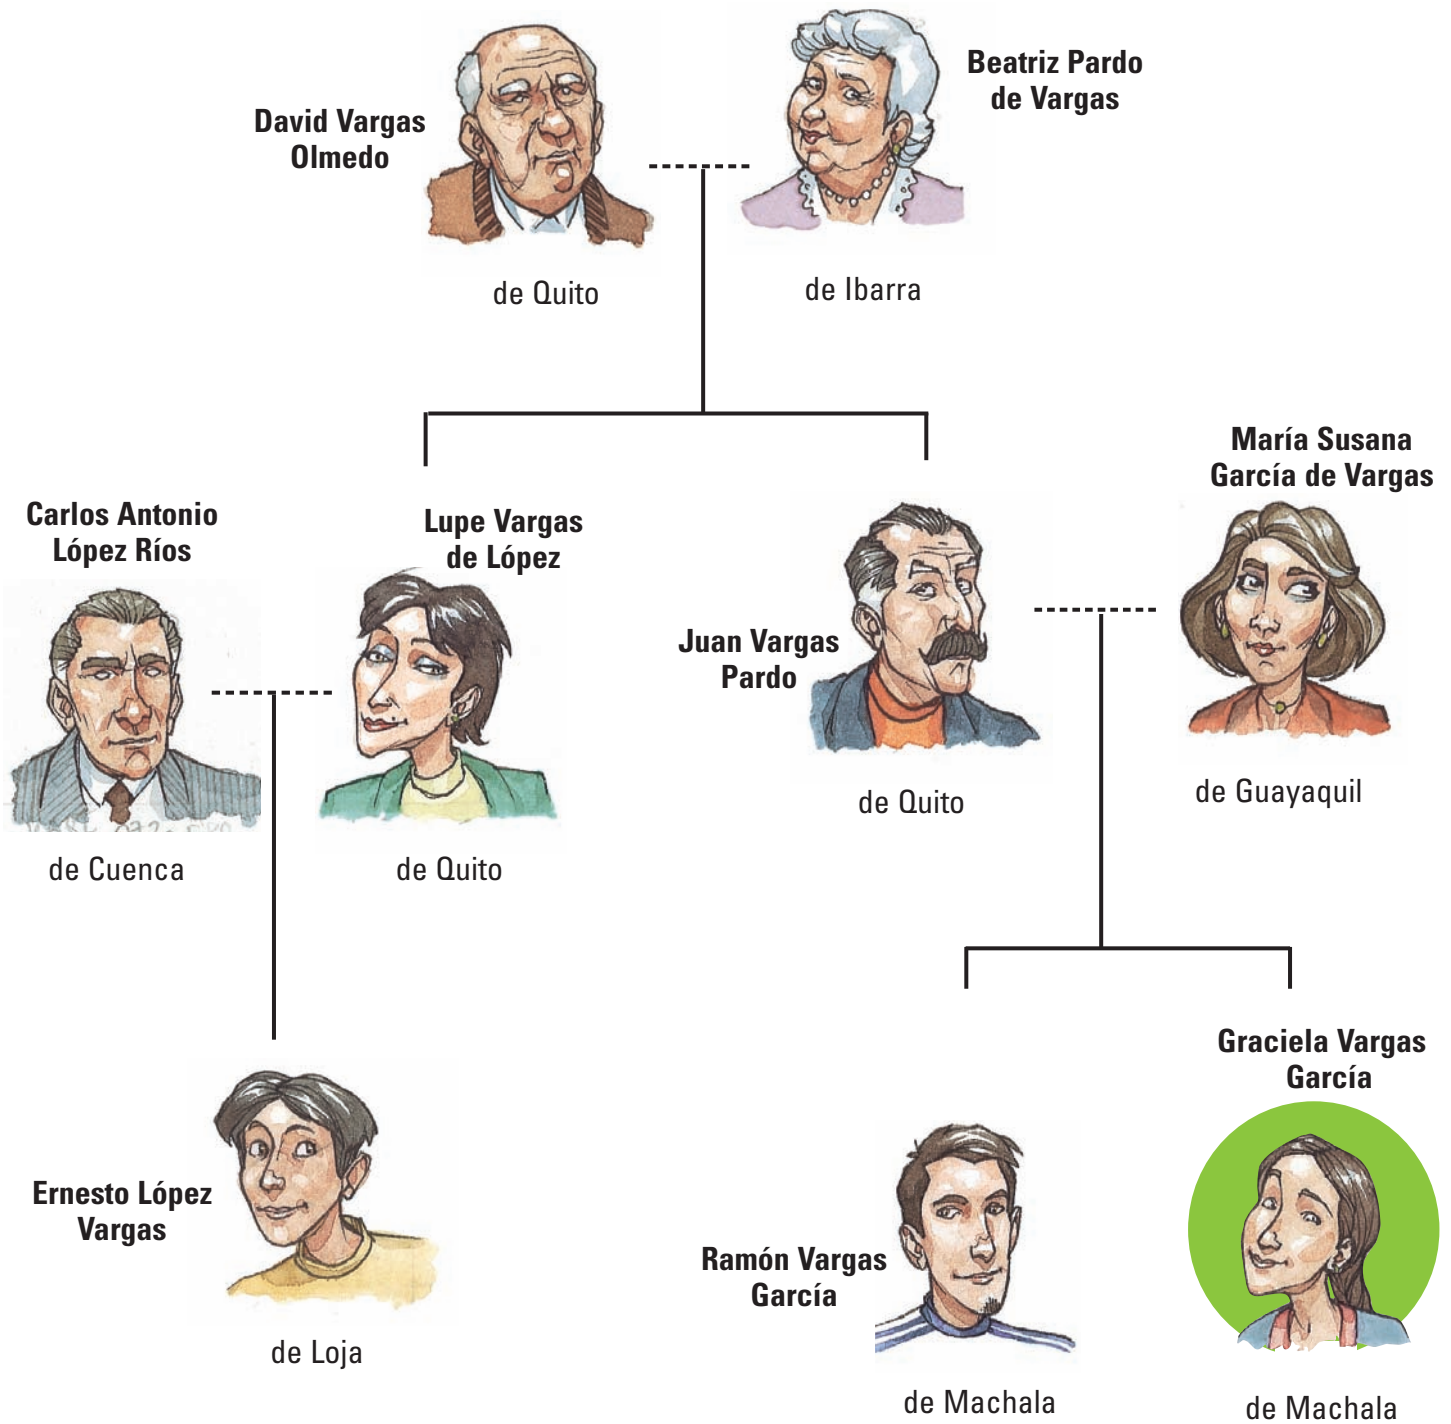 Beatriz Pardo
de Vargas
David Vargas
Olmedo
de Quito
de Ibarra
María Susana
García de Vargas
Carlos Antonio
López Ríos
Lupe Vargas
de López
Juan Vargas
Pardo
de Quito
de Guayaquil
de Cuenca
de Quito
Graciela Vargas
García
Ernesto López
Vargas
Ramón Vargas
García
de Loja
de Machala
de Machala